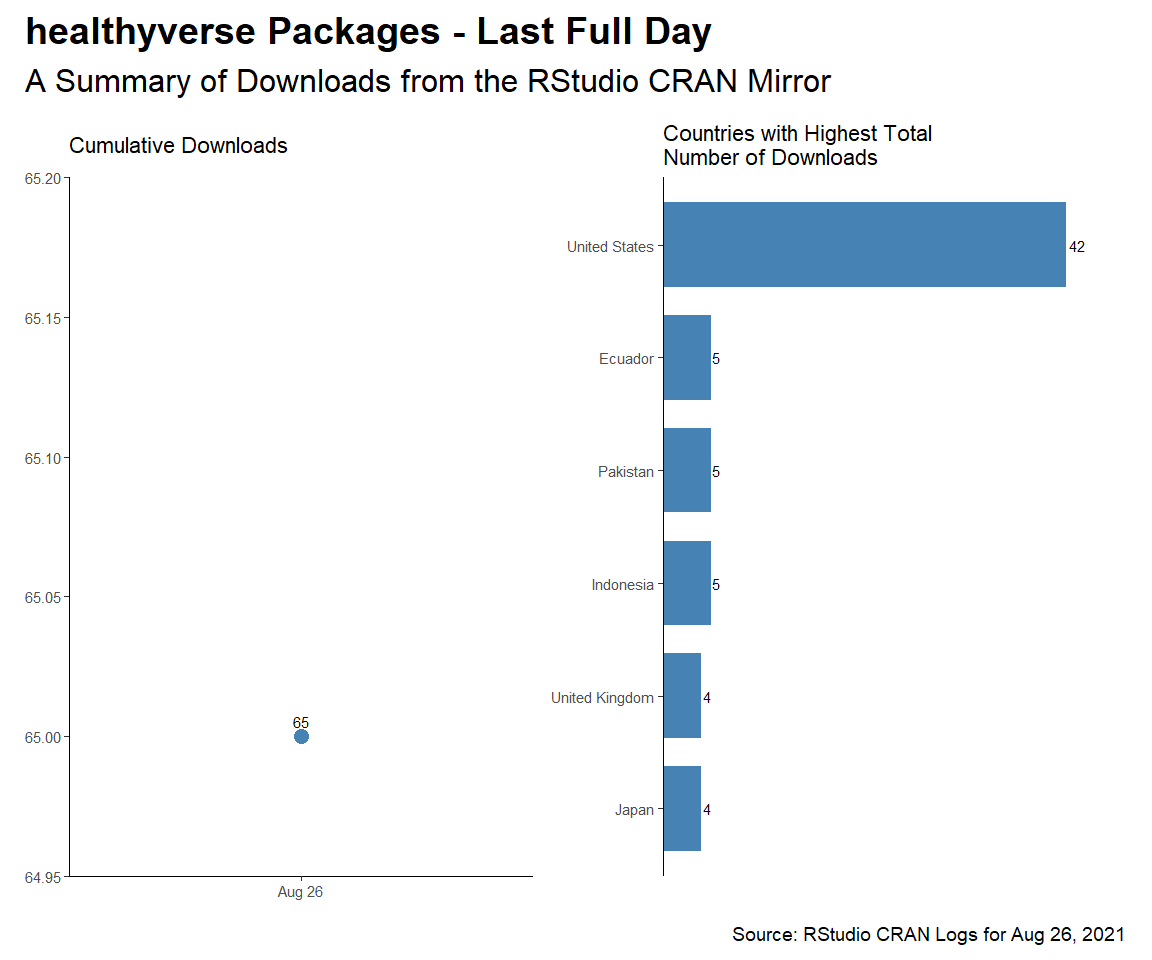 healthyverse Packages - Last Full Day
A Summary of Downloads from the RStudio CRAN Mirror
Cumulative Downloads
65.20
65.15
65.10
65.05
65.00
64.95
65
Aug 26
Countries with Highest Total
Number of Downloads
United States 42
Ecuador 5
Pakistan 5
Indonesia 5
United Kingdom 4
Japan 4
Source: RStudio CRAN Logs for Aug 26, 2021